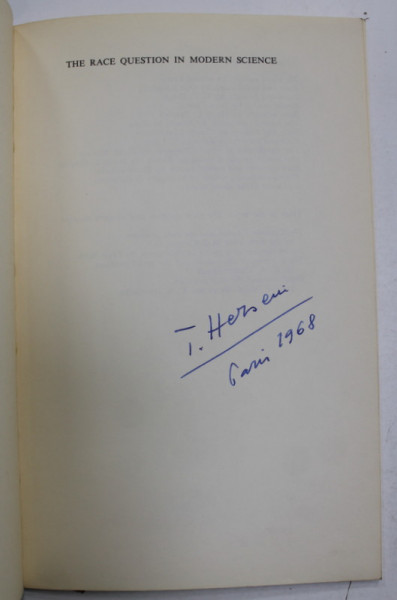 THE RACE QUESTION IN MODERN SCIENCE
T. Herseni
Paris 1968